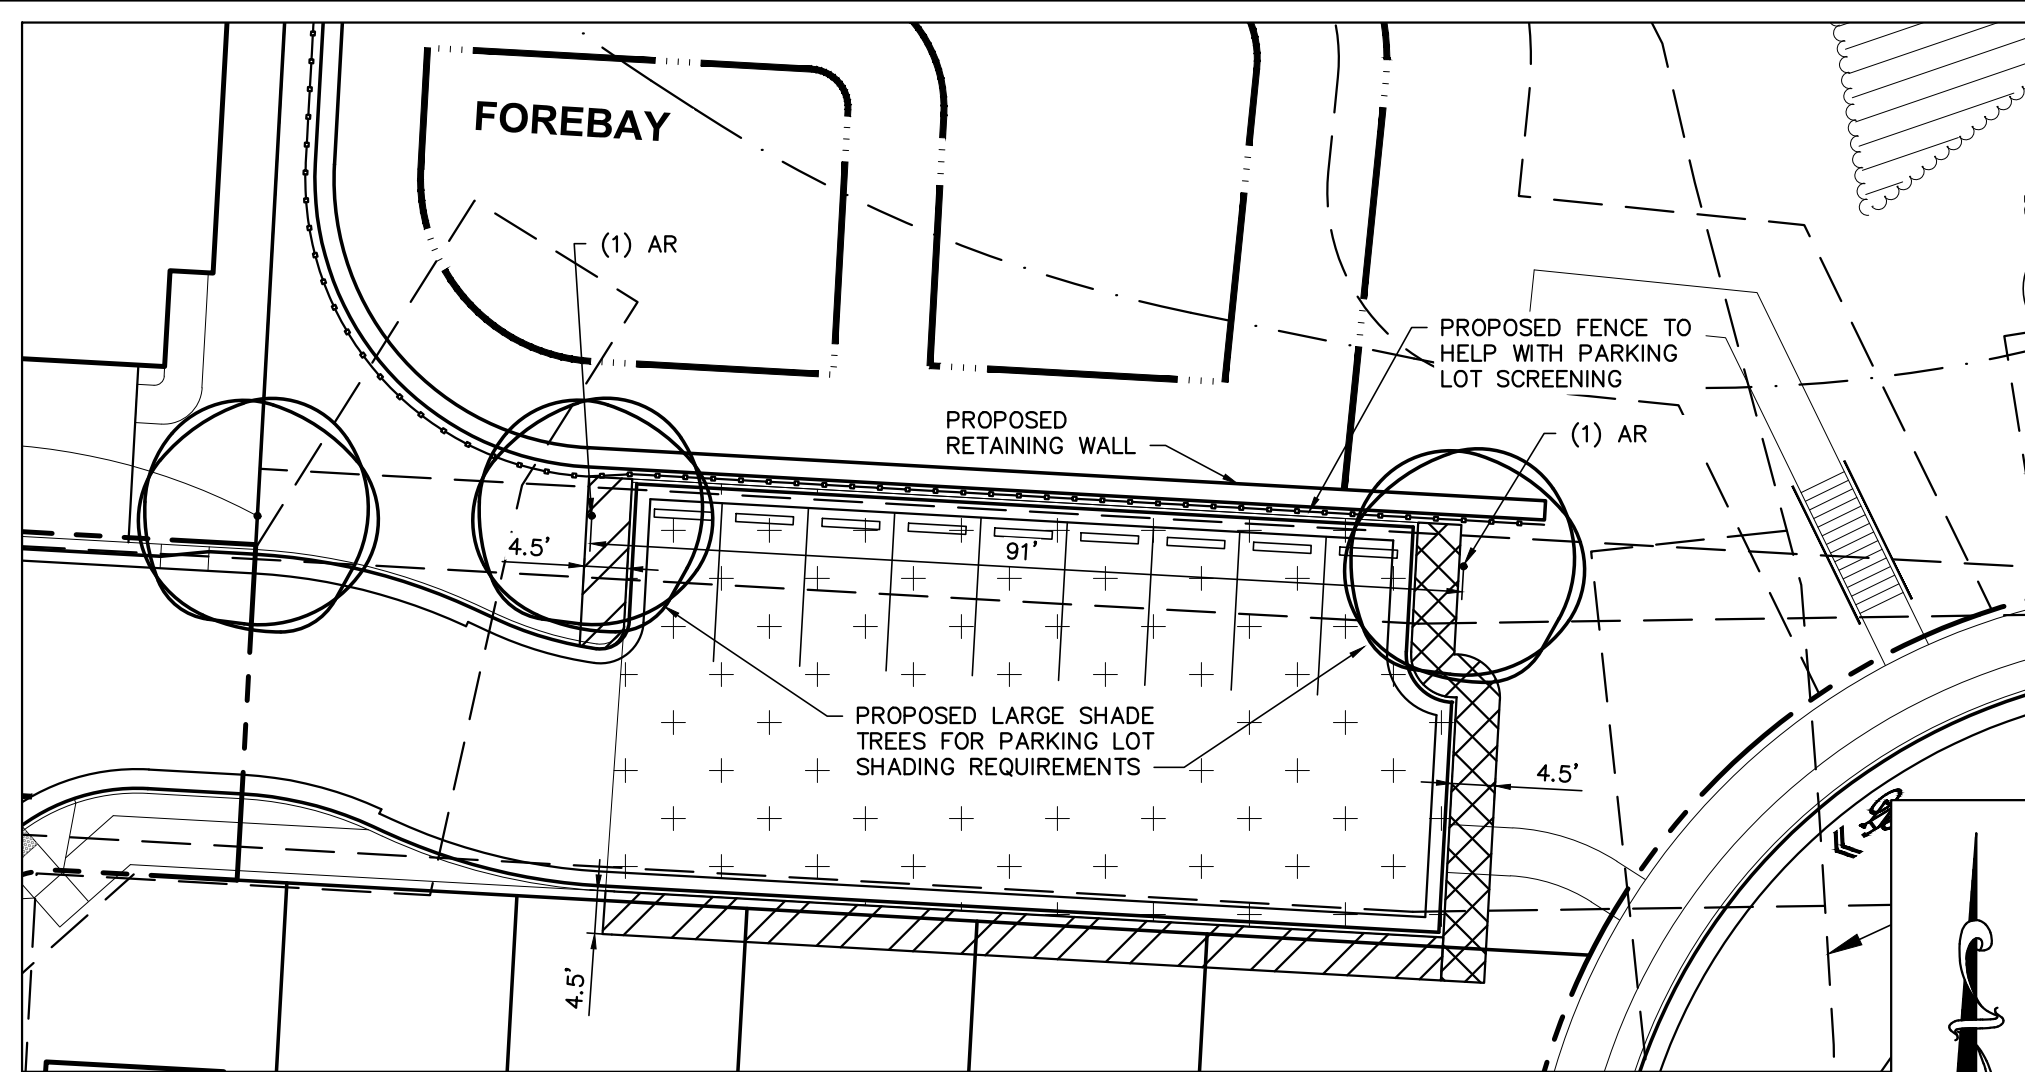 FOREBAY
(1) AR
PROPOSED FENCE TO
HELP WITH PARKING
LOT SCREENING
PROPOSED
RETAINING WALL
(1) AR
4.5'
91'
PROPOSED LARGE SHADE
TREES FOR PARKING LOT
SHADING REQUIREMENTS
4.5'
4.5'